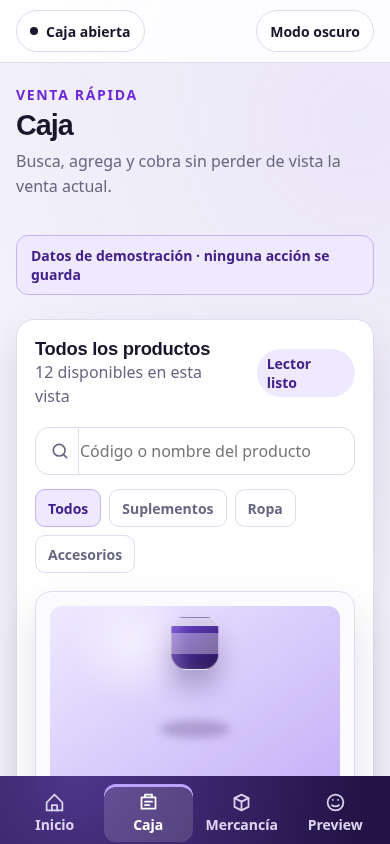 Caja abierta
Modo oscuro
VENTA RÁPIDA
Caja
Busca, agrega y cobra sin perder de vista la
venta actual.
Datos de demostración · ninguna acción se
guarda
Todos los productos
12 disponibles en esta
vista
Lector
listo
Código o nombre del producto
Todos
Suplementos
Ropa
Accesorios
Inicio
Caja
Mercancía
Preview